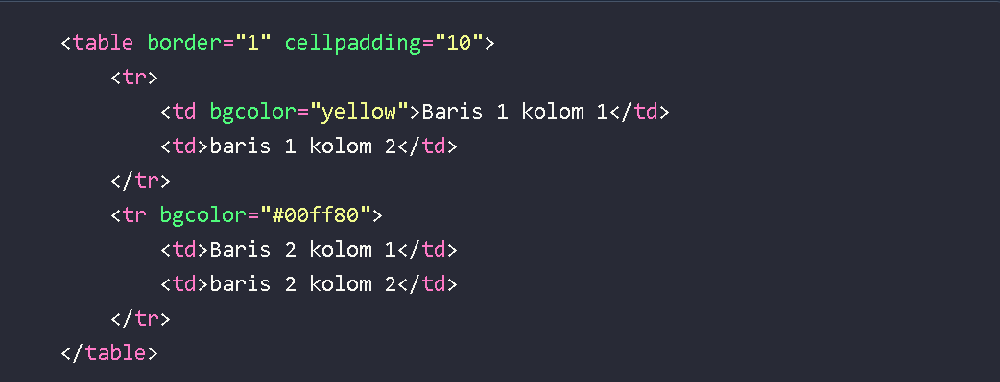 <table border="1" cellpadding="10">
    <tr>
        <td bgcolor="yellow">Baris 1 kolom 1</td>
        <td>baris 1 kolom 2</td>
    </tr>
    <tr bgcolor="#00ff80">
        <td>Baris 2 kolom 1</td>
        <td>baris 2 kolom 2</td>
    </tr>
</table>